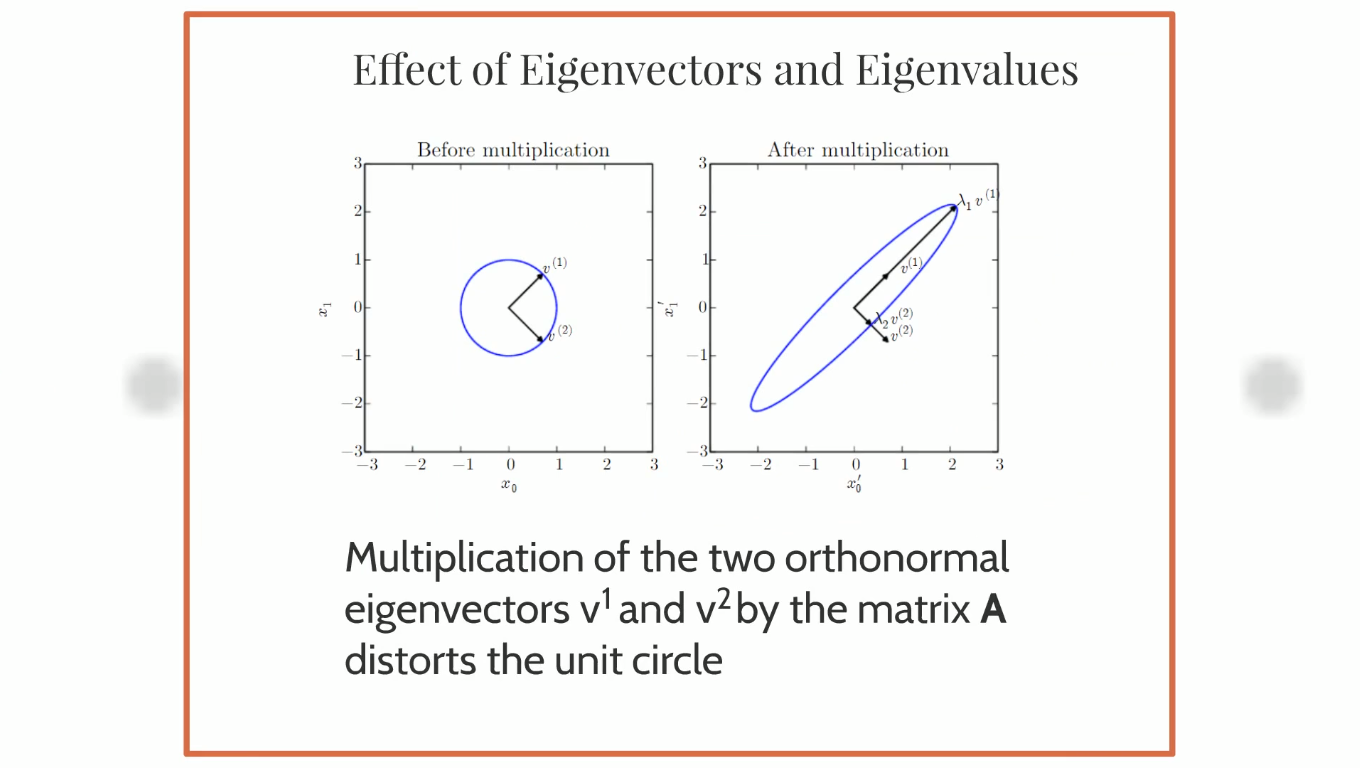 Effect of Eigenvectors and Eigenvalues
Before multiplication
3
2
1
0
−1
−2
−3
x₁
v⁽¹⁾
v⁽²⁾
−3 −2 −1 0 1 2 3
x₀
After multiplication
3
2
1
0
−1
−2
−3
x₁′
λ₁ v⁽¹⁾
v⁽¹⁾
λ₂ v⁽²⁾
v⁽²⁾
−3 −2 −1 0 1 2 3
x₀′
Multiplication of the two orthonormal
eigenvectors v¹ and v² by the matrix A
distorts the unit circle